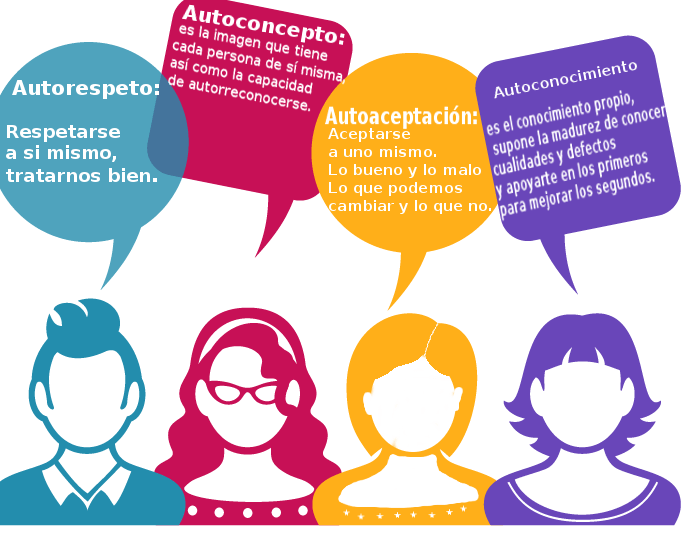 Autorespeto:
Respetarse
a si mismo,
tratarnos bien.
Autoconcepto:
es la imagen que tiene
cada persona de sí misma,
así como la capacidad
de autorreconocerse.
Autoaceptación:
Aceptarse
a uno mismo.
Lo bueno y lo malo
Lo que podemos
cambiar y lo que no.
Autoconocimiento
es el conocimiento propio,
supone la madurez de conocer
cualidades y defectos
y apoyarte en los primeros
para mejorar los segundos.